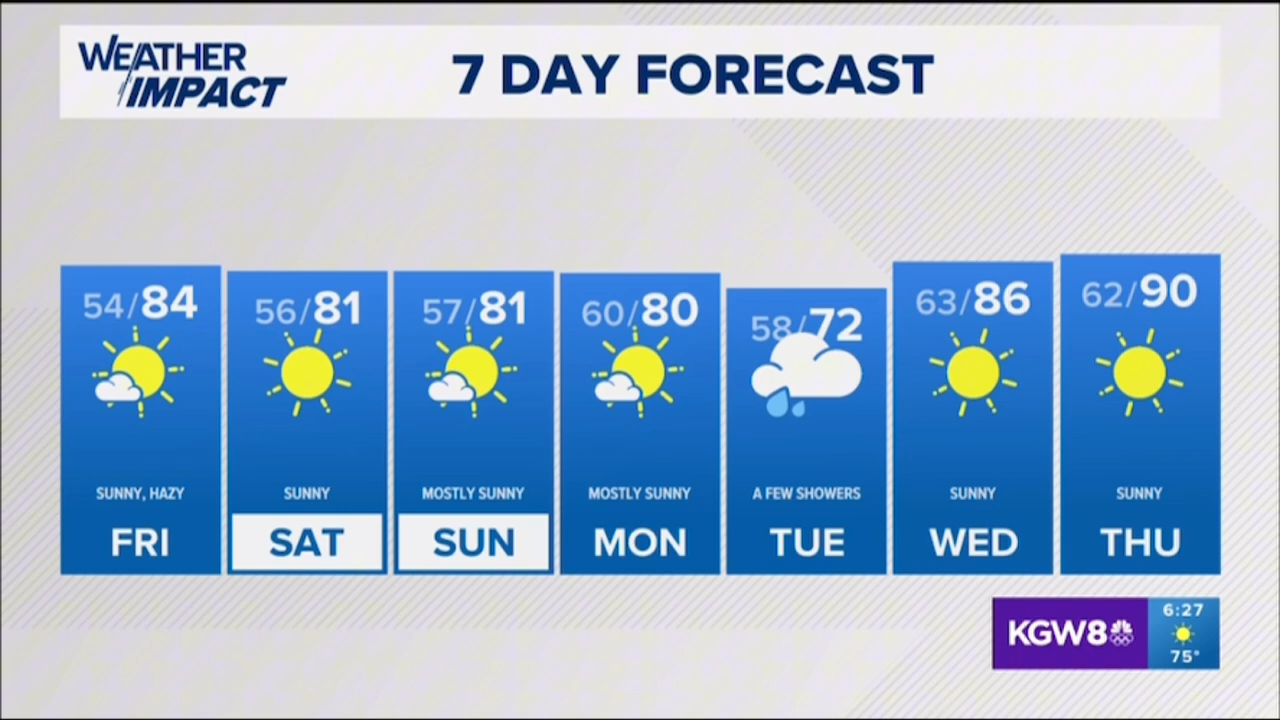 WEATHER IMPACT
7 DAY FORECAST
54/84
56/81
57/81
60/80
58/72
63/86
62/90
SUNNY, HAZY
SUNNY
MOSTLY SUNNY
MOSTLY SUNNY
A FEW SHOWERS
SUNNY
SUNNY
FRI
SAT
SUN
MON
TUE
WED
THU
KGW8
6:27
75°